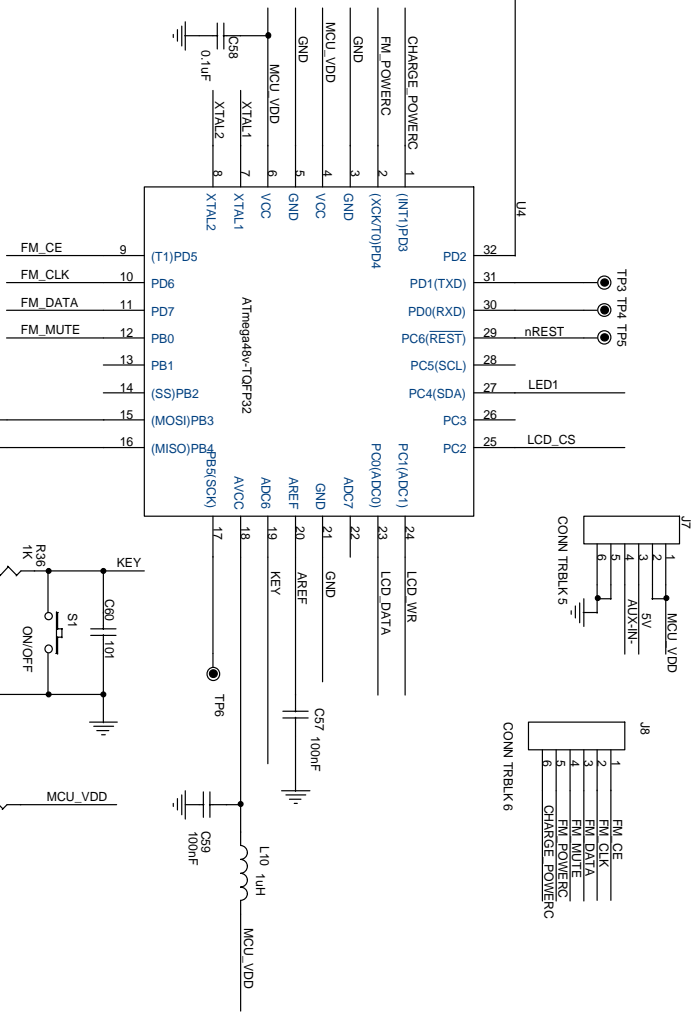 C58
0.1uF
MCU_VDD
GND
MCU_VDD
GND
FM_POWERC
CHARGE_POWERC
XTAL1
XTAL2
8
7
6
5
4
3
2
1
XTAL2
XTAL1
VCC
GND
VCC
GND
(XCK/T0)PD4
(INT1)PD3
U4
ATmega48v-TQFP32
FM_CE 9 (T1)PD5
FM_CLK 10 PD6
FM_DATA 11 PD7
FM_MUTE 12 PB0
13 PB1
14 (SS)PB2
15 (MOSI)PB3
16 (MISO)PB4
PD2 32
PD1(TXD) 31 TP3
PD0(RXD) 30 TP4
PC6(REST) 29 nREST TP5
PC5(SCL) 28
PC4(SDA) 27 LED1
PC3 26
PC2 25 LCD_CS
PB5(SCK)
AVCC
ADC6
AREF
GND
ADC7
PC0(ADC0)
PC1(ADC1)
17
18
19
20
21
22
23
24
KEY
AREF
GND
LCD_DATA
LCD_WR
TP6
C57 100nF
C59
100nF
L10 1uH
MCU_VDD
R36
1K
KEY
C60
101
S1
ON/OFF
MCU_VDD
J7
CONN TRBLK 5
1
2
3
4
5
6
MCU_VDD
5V
AUX-IN-
J8
CONN TRBLK 6
1 FM_CE
2 FM_CLK
3 FM_DATA
4 FM_MUTE
5 FM_POWERC
6 CHARGE_POWERC